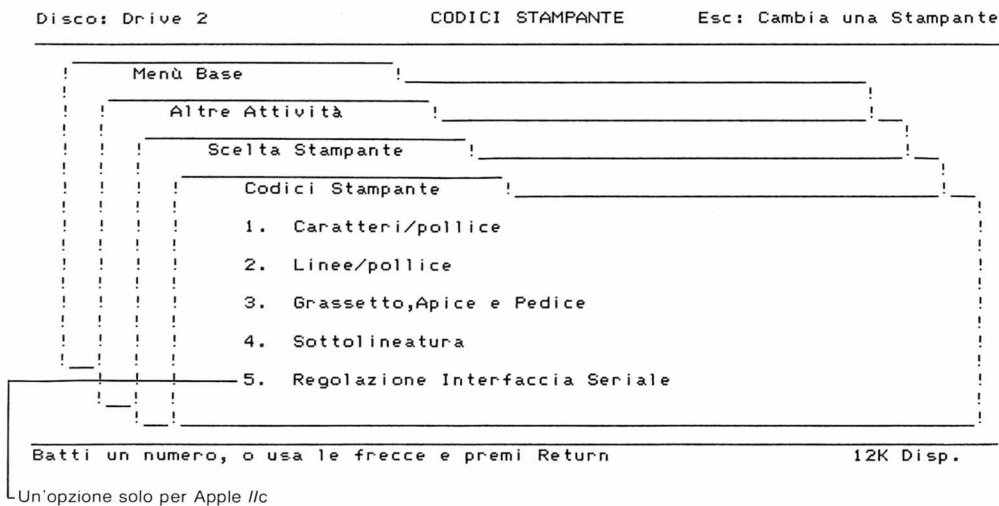 Disco: Drive 2 CODICI STAMPANTE Esc: Cambia una Stampante
Menù Base
Altre Attività
Scelta Stampante
Codici Stampante
1. Caratteri/pollice
2. Linee/pollice
3. Grassetto,Apice e Pedice
4. Sottolineatura
5. Regolazione Interfaccia Seriale
Batti un numero, o usa le frecce e premi Return 12K Disp.
Un'opzione solo per Apple //c